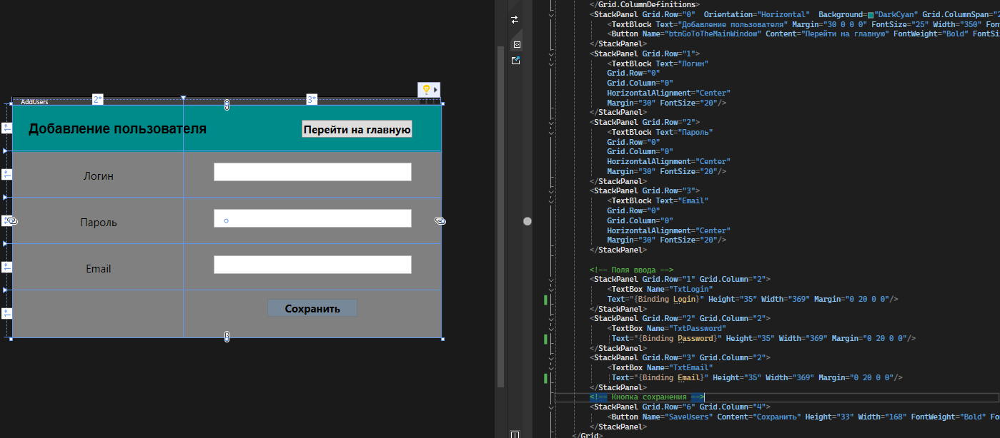 AddUsers
2*
3*
Добавление пользователя
Перейти на главную
1*
Логин
1*
Пароль
1*
Email
1*
Сохранить
1*
</Grid.ColumnDefinitions>
<StackPanel Grid.Row="0"  Orientation="Horizontal"  Background="DarkCyan" Grid.ColumnSpan="2
<TextBlock Text="Добавление пользователя" Margin="30 0 0 0" FontSize="25" Width="350" Fon
<Button Name="btnGoToTheMainWindow" Content="Перейти на главную" FontWeight="Bold" FontSi
</StackPanel>
<StackPanel Grid.Row="1">
<TextBlock Text="Логин"
Grid.Row="0"
Grid.Column="0"
HorizontalAlignment="Center"
Margin="30" FontSize="20"/>
</StackPanel>
<StackPanel Grid.Row="2">
<TextBlock Text="Пароль"
Grid.Row="0"
Grid.Column="0"
HorizontalAlignment="Center"
Margin="30" FontSize="20"/>
</StackPanel>
<StackPanel Grid.Row="3">
<TextBlock Text="Email"
Grid.Row="0"
Grid.Column="0"
HorizontalAlignment="Center"
Margin="30" FontSize="20"/>
</StackPanel>
<!-- Поля ввода -->
<StackPanel Grid.Row="1" Grid.Column="2">
<TextBox Name="TxtLogin"
Text="{Binding Login}" Height="35" Width="369" Margin="0 20 0 0"/>
</StackPanel>
<StackPanel Grid.Row="2" Grid.Column="2">
<TextBox Name="TxtPassword"
Text="{Binding Password}" Height="35" Width="369" Margin="0 20 0 0"/>
</StackPanel>
<StackPanel Grid.Row="3" Grid.Column="2">
<TextBox Name="TxtEmail"
Text="{Binding Email}" Height="35" Width="369" Margin="0 20 0 0"/>
</StackPanel>
<!-- Кнопка сохранения -->
<StackPanel Grid.Row="6" Grid.Column="4">
<Button Name="SaveUsers" Content="Сохранить" Height="33" Width="168" FontWeight="Bold" Fo
</StackPanel>
</Grid>